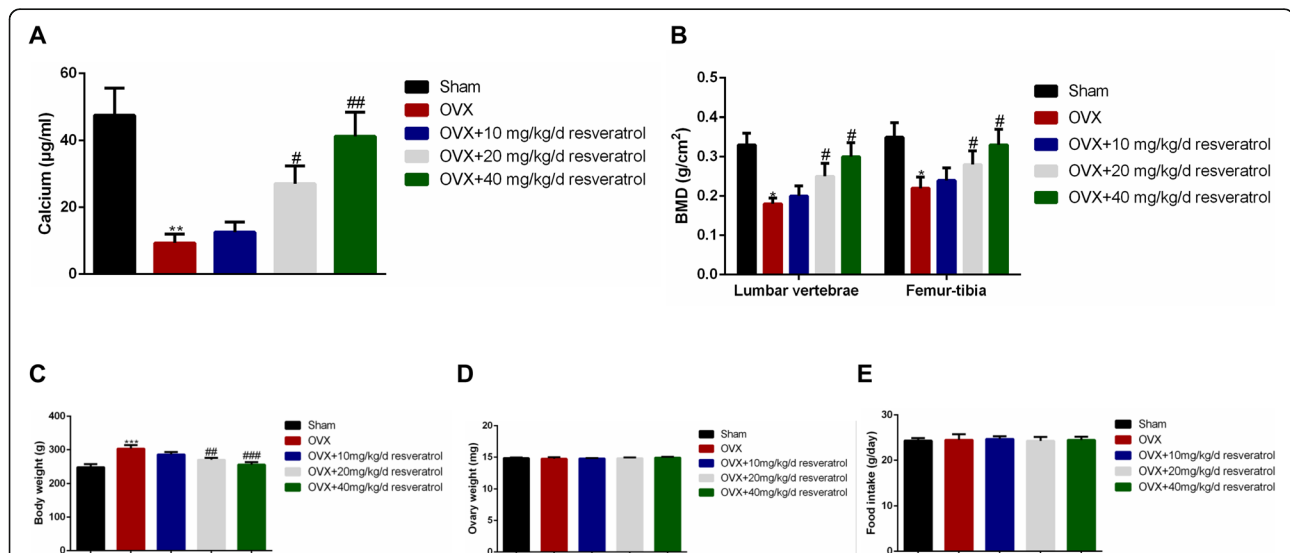 A
60
40
20
0
Calcium (µg/ml)
**
#
##
Sham
OVX
OVX+10 mg/kg/d resveratrol
OVX+20 mg/kg/d resveratrol
OVX+40 mg/kg/d resveratrol
B
0.5
0.4
0.3
0.2
0.1
0.0
BMD (g/cm²)
*
#
#
*
#
#
Lumbar vertebrae
Femur-tibia
Sham
OVX
OVX+10 mg/kg/d resveratrol
OVX+20 mg/kg/d resveratrol
OVX+40 mg/kg/d resveratrol
C
400
300
200
100
0
Body weight (g)
***
##
###
Sham
OVX
OVX+10mg/kg/d resveratrol
OVX+20mg/kg/d resveratrol
OVX+40mg/kg/d resveratrol
D
20
15
10
5
0
Ovary weight (mg)
Sham
OVX
OVX+10mg/kg/d resveratrol
OVX+20mg/kg/d resveratrol
OVX+40mg/kg/d resveratrol
E
30
20
10
0
Food intake (g/day)
Sham
OVX
OVX+10mg/kg/d resveratrol
OVX+20mg/kg/d resveratrol
OVX+40mg/kg/d resveratrol